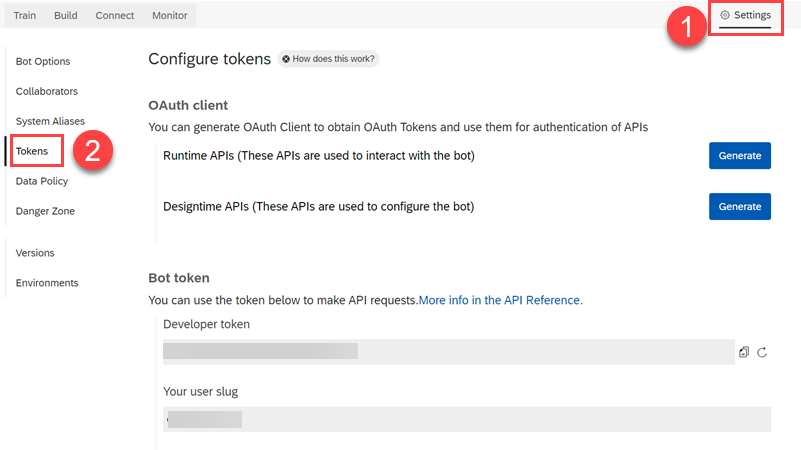 Train Build Connect Monitor Settings
1
Bot Options
Collaborators
System Aliases
Tokens
2
Data Policy
Danger Zone
Versions
Environments
Configure tokens How does this work?
OAuth client
You can generate OAuth Client to obtain OAuth Tokens and use them for authentication of APIs
Runtime APIs (These APIs are used to interact with the bot) Generate
Designtime APIs (These APIs are used to configure the bot) Generate
Bot token
You can use the token below to make API requests.More info in the API Reference.
Developer token
Your user slug